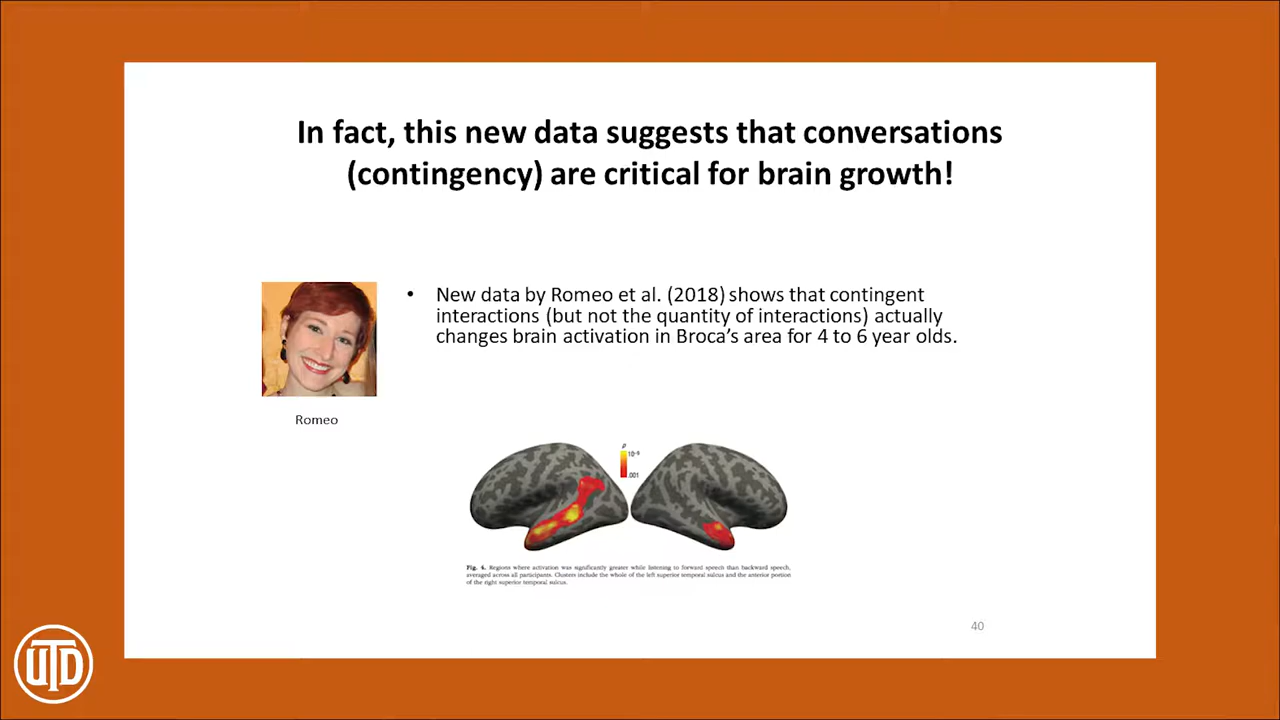 In fact, this new data suggests that conversations
(contingency) are critical for brain growth!
• New data by Romeo et al. (2018) shows that contingent
interactions (but not the quantity of interactions) actually
changes brain activation in Broca’s area for 4 to 6 year olds.
Romeo
p
10⁻⁶
.001
Fig. 4. Regions where activation was significantly greater while listening to forward speech than backward speech,
averaged across all participants. Clusters include the whole of the left superior temporal sulcus and the anterior portion
of the right superior temporal sulcus.
40
UTD